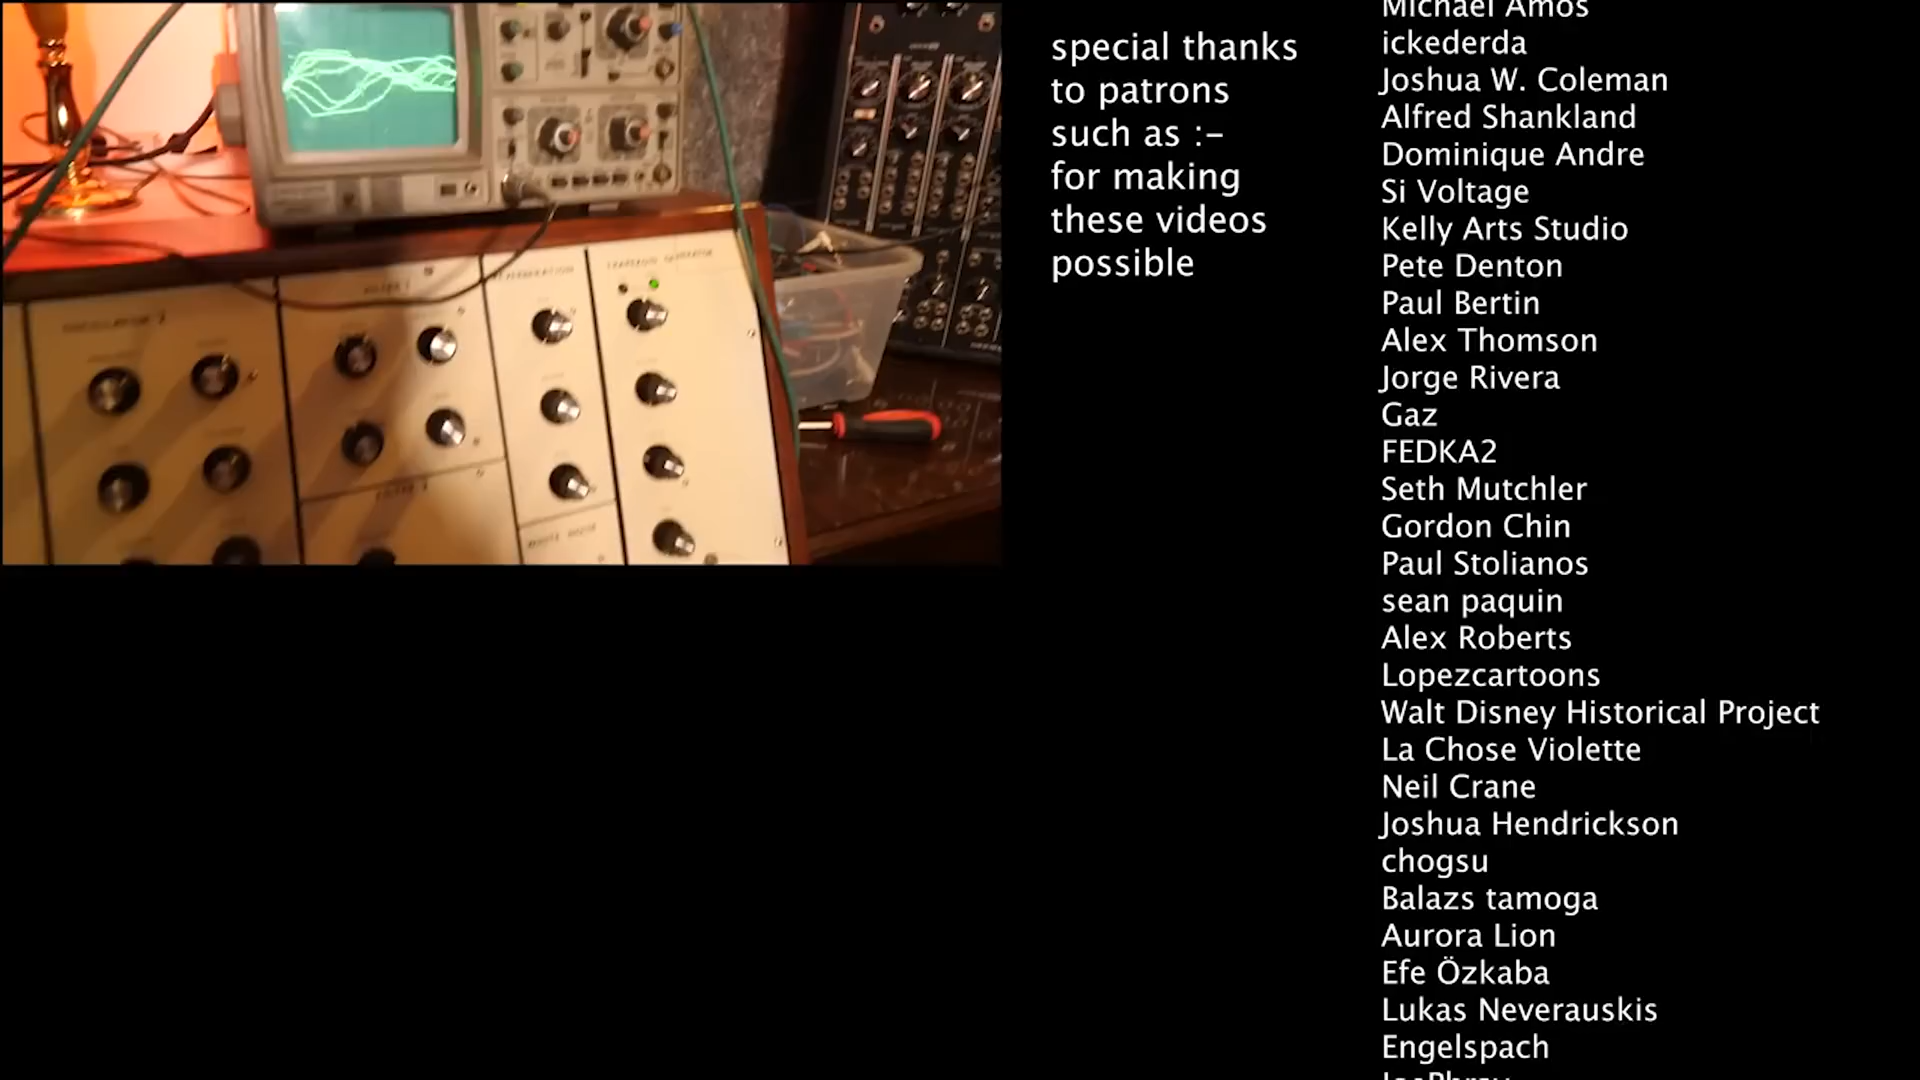 special thanks
to patrons
such as :-
for making
these videos
possible
Michael Amos
ickederda
Joshua W. Coleman
Alfred Shankland
Dominique Andre
Si Voltage
Kelly Arts Studio
Pete Denton
Paul Bertin
Alex Thomson
Jorge Rivera
Gaz
FEDKA2
Seth Mutchler
Gordon Chin
Paul Stolianos
sean paquin
Alex Roberts
Lopezcartoons
Walt Disney Historical Project
La Chose Violette
Neil Crane
Joshua Hendrickson
chogsu
Balazs tamoga
Aurora Lion
Efe Özkaba
Lukas Neverauskis
Engelspach